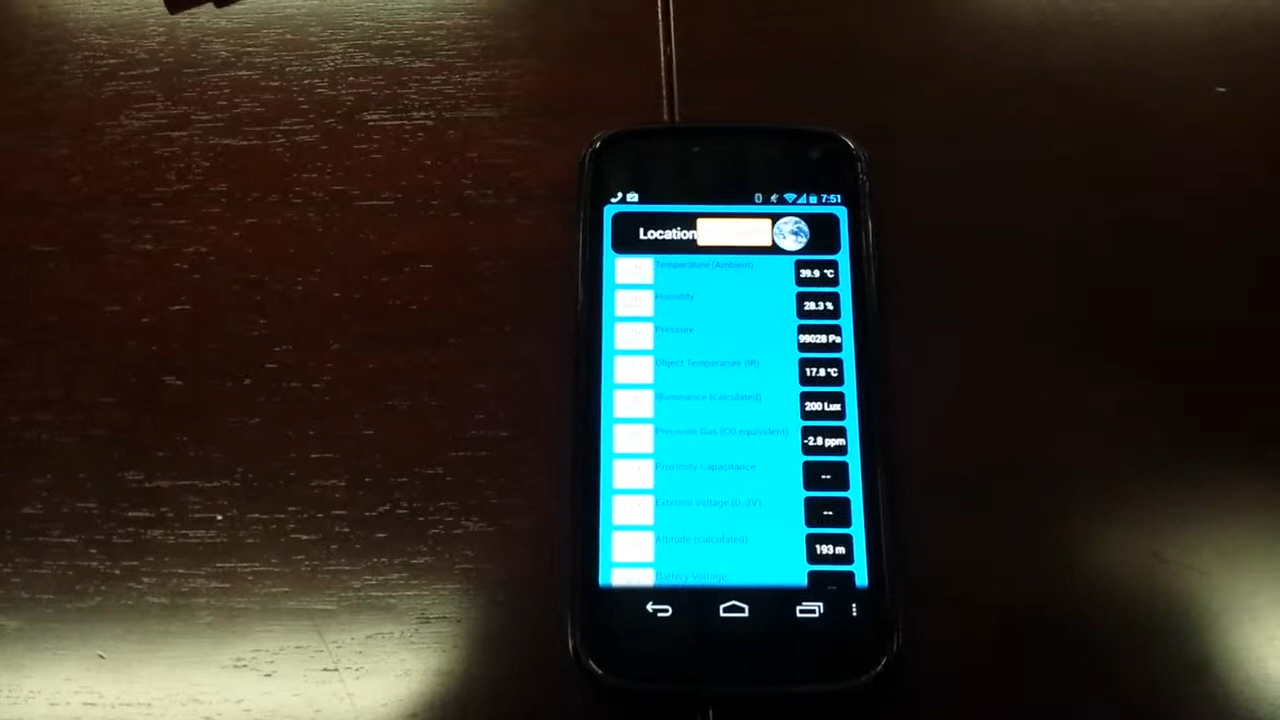 7:51
Location
Temperature (Ambient) 39.9 °C
Humidity 28.3 %
Pressure 99028 Pa
Object Temperature (IR) 17.8 °C
Illuminance (calculated) 200 Lux
Precision Gas (CO equivalent) -2.8 ppm
Proximity Capacitance --
External Voltage (0-3V) --
Altitude (calculated) 193 m
Battery Voltage --